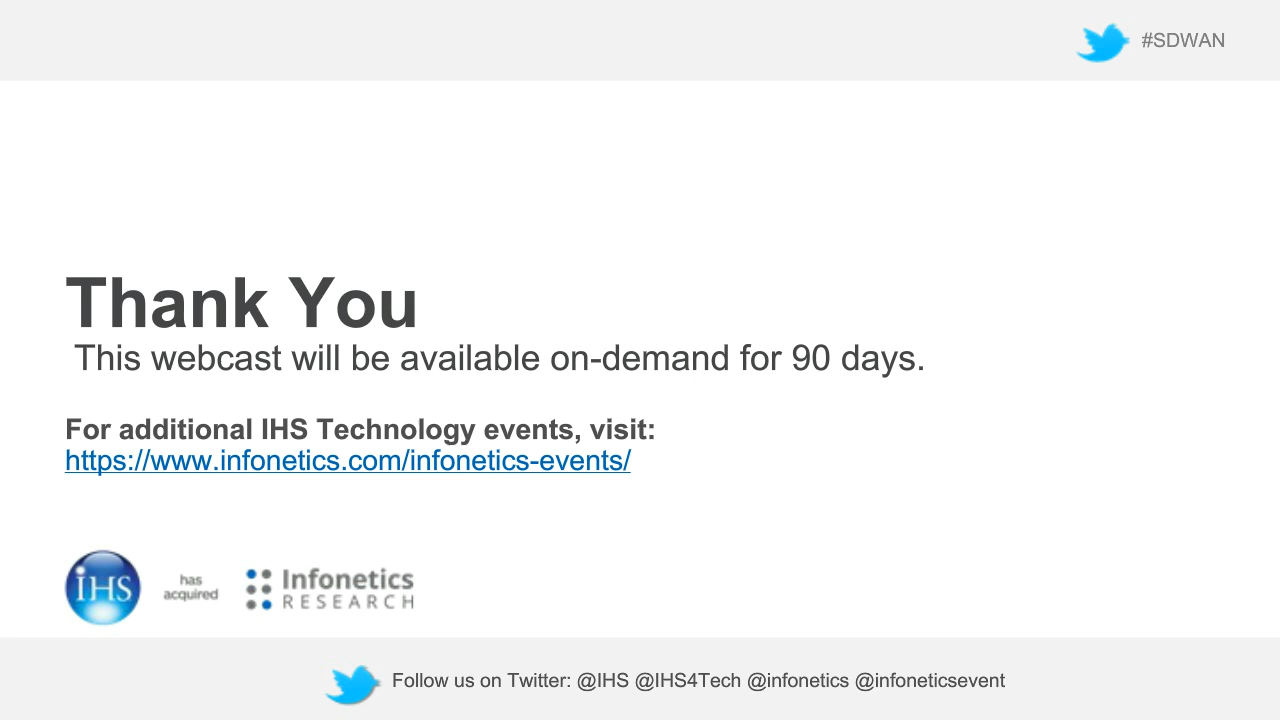 #SDWAN
Thank You
This webcast will be available on-demand for 90 days.
For additional IHS Technology events, visit:
https://www.infonetics.com/infonetics-events/
IHS
has
acquired
Infonetics
RESEARCH
Follow us on Twitter: @IHS @IHS4Tech @infonetics @infoneticsevent